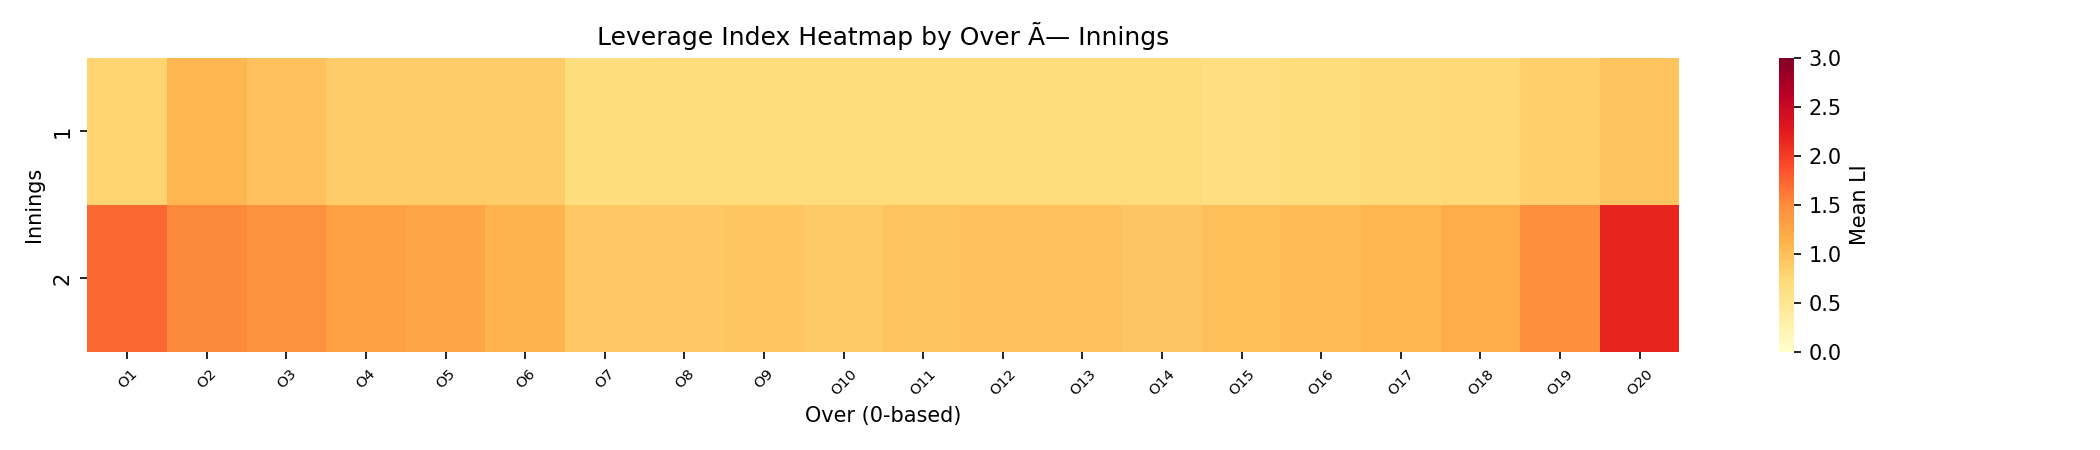 Leverage Index Heatmap by Over Ã— Innings
Innings
1
2
O1 O2 O3 O4 O5 O6 O7 O8 O9 O10 O11 O12 O13 O14 O15 O16 O17 O18 O19 O20
Over (0-based)
3.0
2.5
2.0
1.5
1.0
0.5
0.0
Mean LI